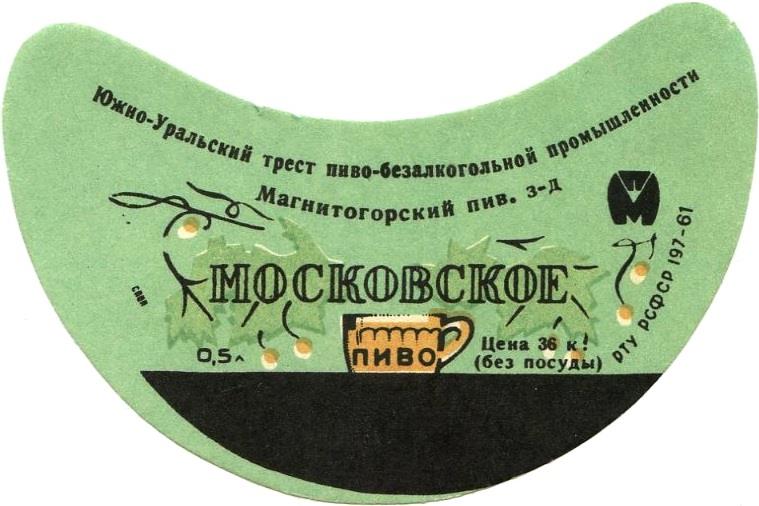 Южно-Уральский трест пиво-безалкогольной промышленности
Магнитогорский пив. з-д
МОСКОВСКОЕ
0,5л
ПИВО
Цена 36 к!
(без посуды)
РТУ РСФСР 197-61